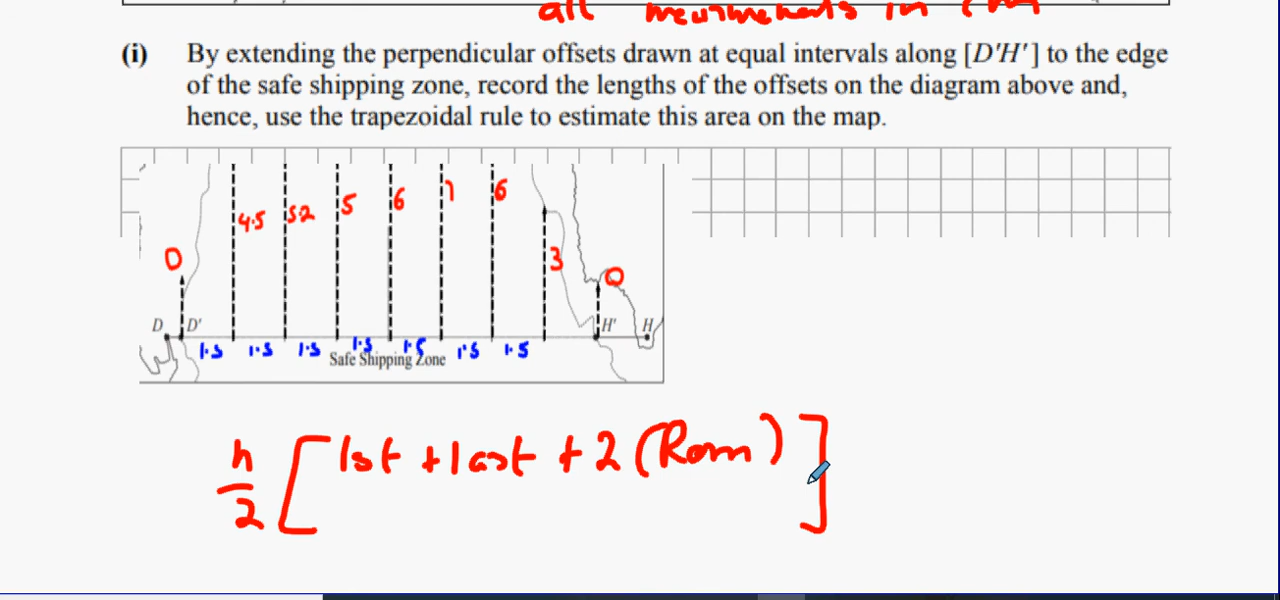 all measurements in cm
(i) By extending the perpendicular offsets drawn at equal intervals along [D'H'] to the edge
of the safe shipping zone, record the lengths of the offsets on the diagram above and,
hence, use the trapezoidal rule to estimate this area on the map.
0 4.5 5.2 5 6 7 6 3 0
D D' H' H
1.5 1.5 1.5 1.5 1.5 1.5 1.5
Safe Shipping Zone
h/2 [1st + last + 2 (Rem)]